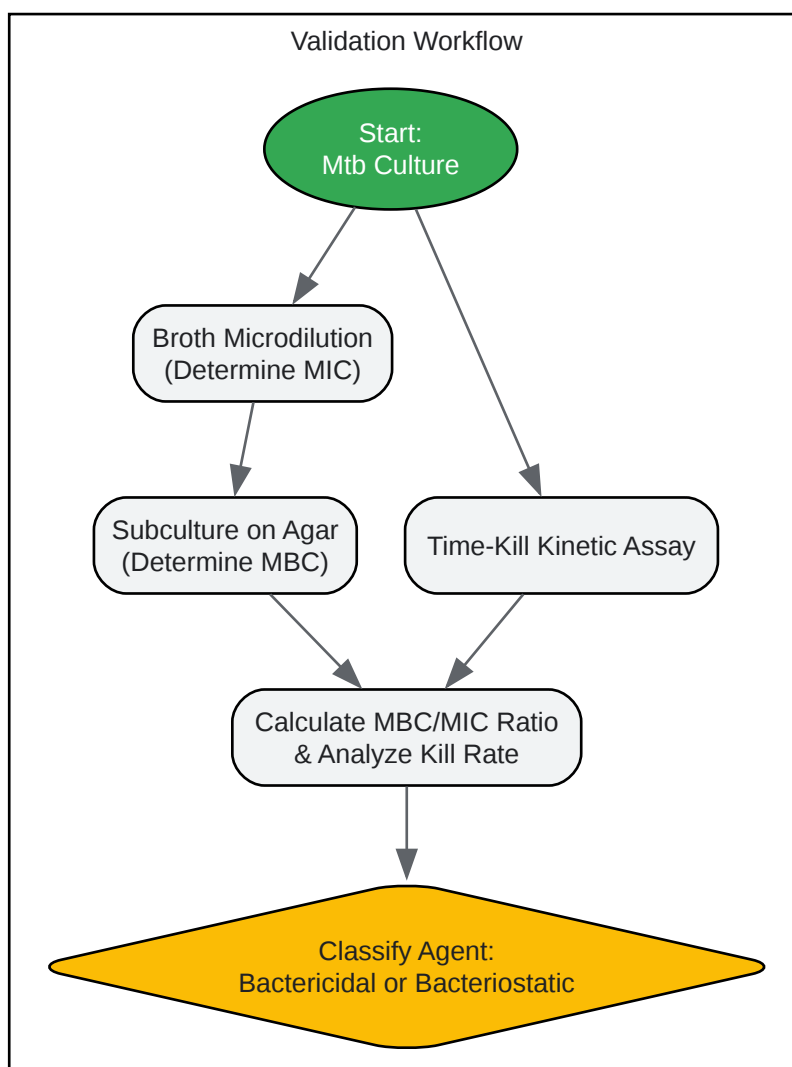 Validation Workflow
Start:
Mtb Culture
Broth Microdilution
(Determine MIC)
Subculture on Agar
(Determine MBC)
Time-Kill Kinetic Assay
Calculate MBC/MIC Ratio
& Analyze Kill Rate
Classify Agent:
Bactericidal or Bacteriostatic